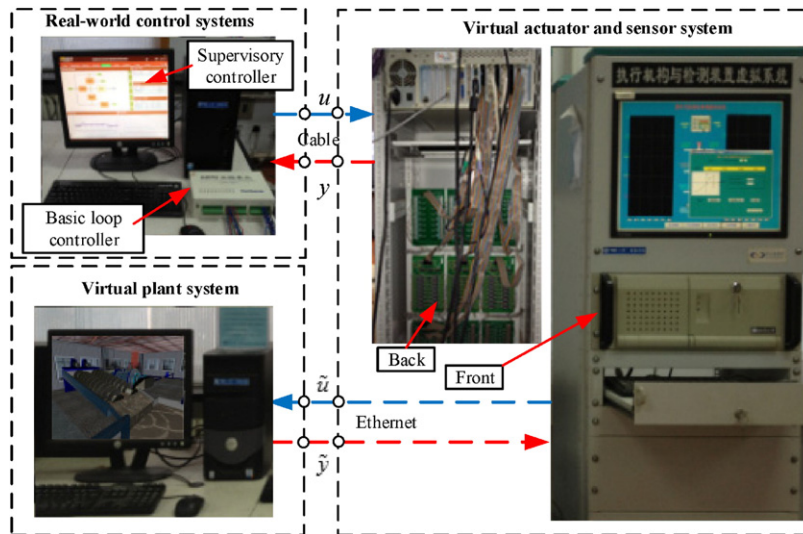 Real-world control systems
Supervisory
controller
Basic loop
controller
u
Cable
y
Virtual actuator and sensor system
执行机构与检测装置虚拟系统
Back
Front
Virtual plant system
ũ
Ethernet
ỹ